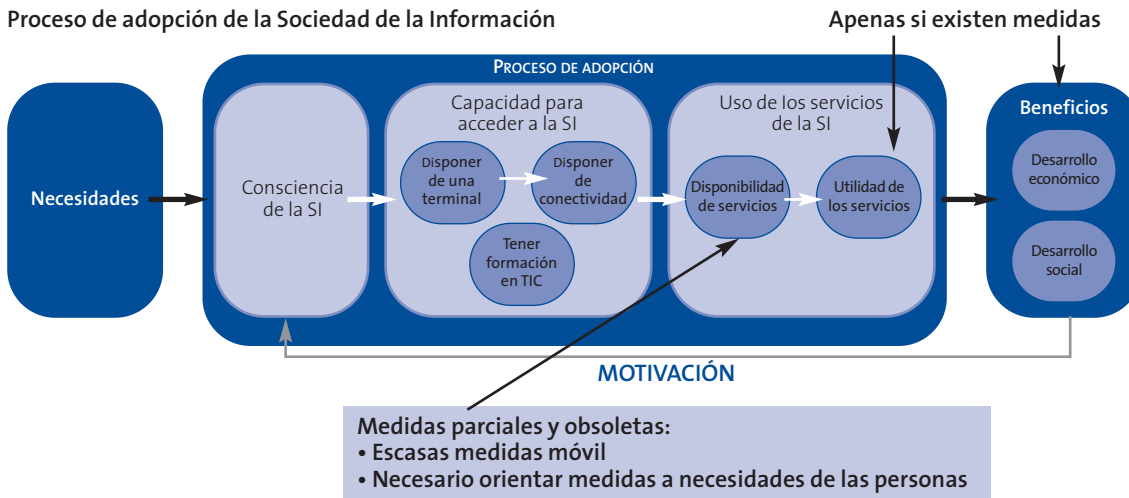 Proceso de adopción de la Sociedad de la Información
Apenas si existen medidas
PROCESO DE ADOPCIÓN
Necesidades
Consciencia
de la SI
Capacidad para
acceder a la SI
Disponer
de una
terminal
Disponer
de
conectividad
Tener
formación
en TIC
Uso de los servicios
de la SI
Disponibilidad
de servicios
Utilidad de
los servicios
Beneficios
Desarrollo
económico
Desarrollo
social
MOTIVACIÓN
Medidas parciales y obsoletas:
• Escasas medidas móvil
• Necesario orientar medidas a necesidades de las personas